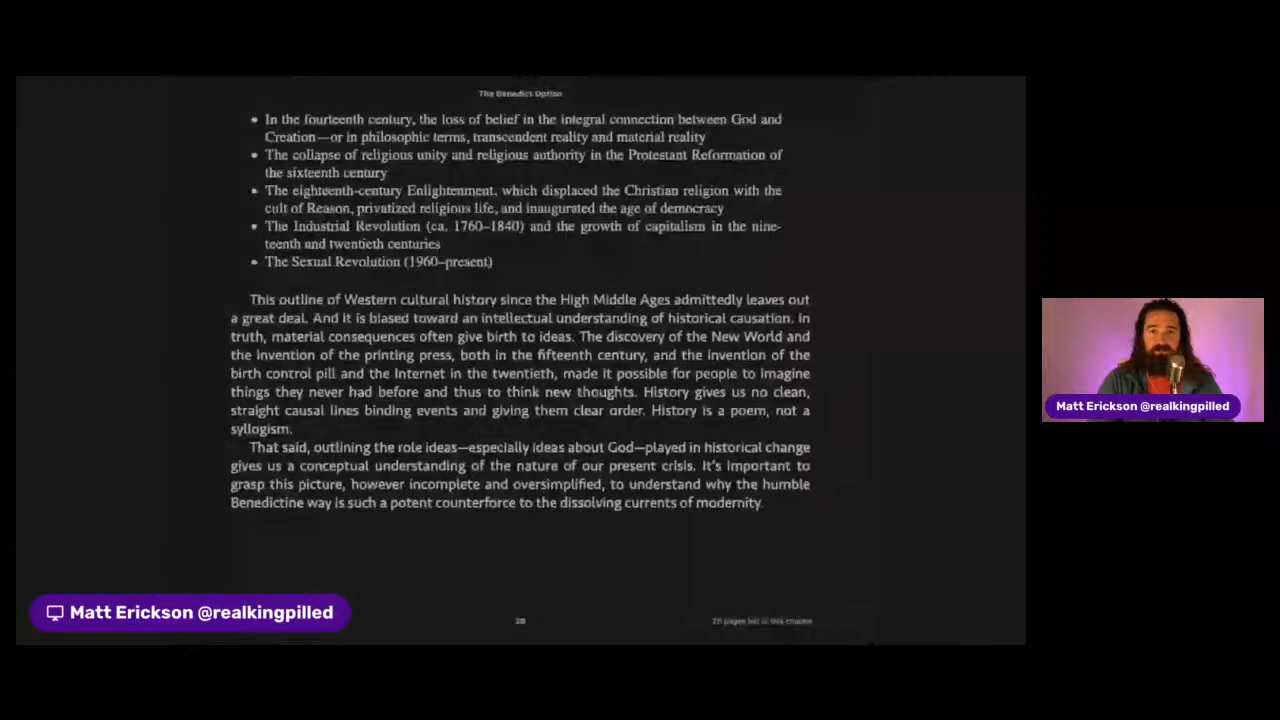 The Benedict Option
• In the fourteenth century, the loss of belief in the integral connection between God and
Creation—or in philosophic terms, transcendent reality and material reality
• The collapse of religious unity and religious authority in the Protestant Reformation of
the sixteenth century
• The eighteenth-century Enlightenment, which displaced the Christian religion with the
cult of Reason, privatized religious life, and inaugurated the age of democracy
• The Industrial Revolution (ca. 1760–1840) and the growth of capitalism in the nine-
teenth and twentieth centuries
• The Sexual Revolution (1960–present)
This outline of Western cultural history since the High Middle Ages admittedly leaves out
a great deal. And it is biased toward an intellectual understanding of historical causation. In
truth, material consequences often give birth to ideas. The discovery of the New World and
the invention of the printing press, both in the fifteenth century, and the invention of the
birth control pill and the Internet in the twentieth, made it possible for people to imagine
things they never had before and thus to think new thoughts. History gives us no clean,
straight causal lines binding events and giving them clear order. History is a poem, not a
syllogism.
That said, outlining the role ideas—especially ideas about God—played in historical change
gives us a conceptual understanding of the nature of our present crisis. It's important to
grasp this picture, however incomplete and oversimplified, to understand why the humble
Benedictine way is such a potent counterforce to the dissolving currents of modernity.
28
25 pages left in this chapter
Matt Erickson @realkingpilled
Matt Erickson @realkingpilled